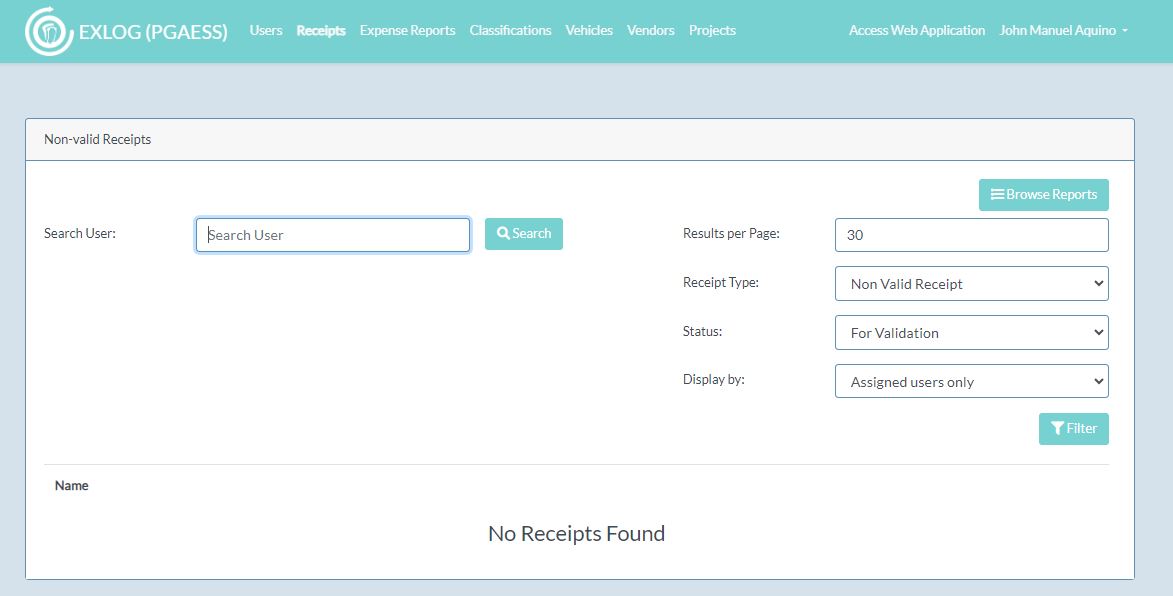 EXLOG (PGAESS) Users Receipts Expense Reports Classifications Vehicles Vendors Projects Access Web Application John Manuel Aquino
Non-valid Receipts
Browse Reports
Search User: Search User Search Results per Page: 30
Receipt Type: Non Valid Receipt
Status: For Validation
Display by: Assigned users only
Filter
Name
No Receipts Found